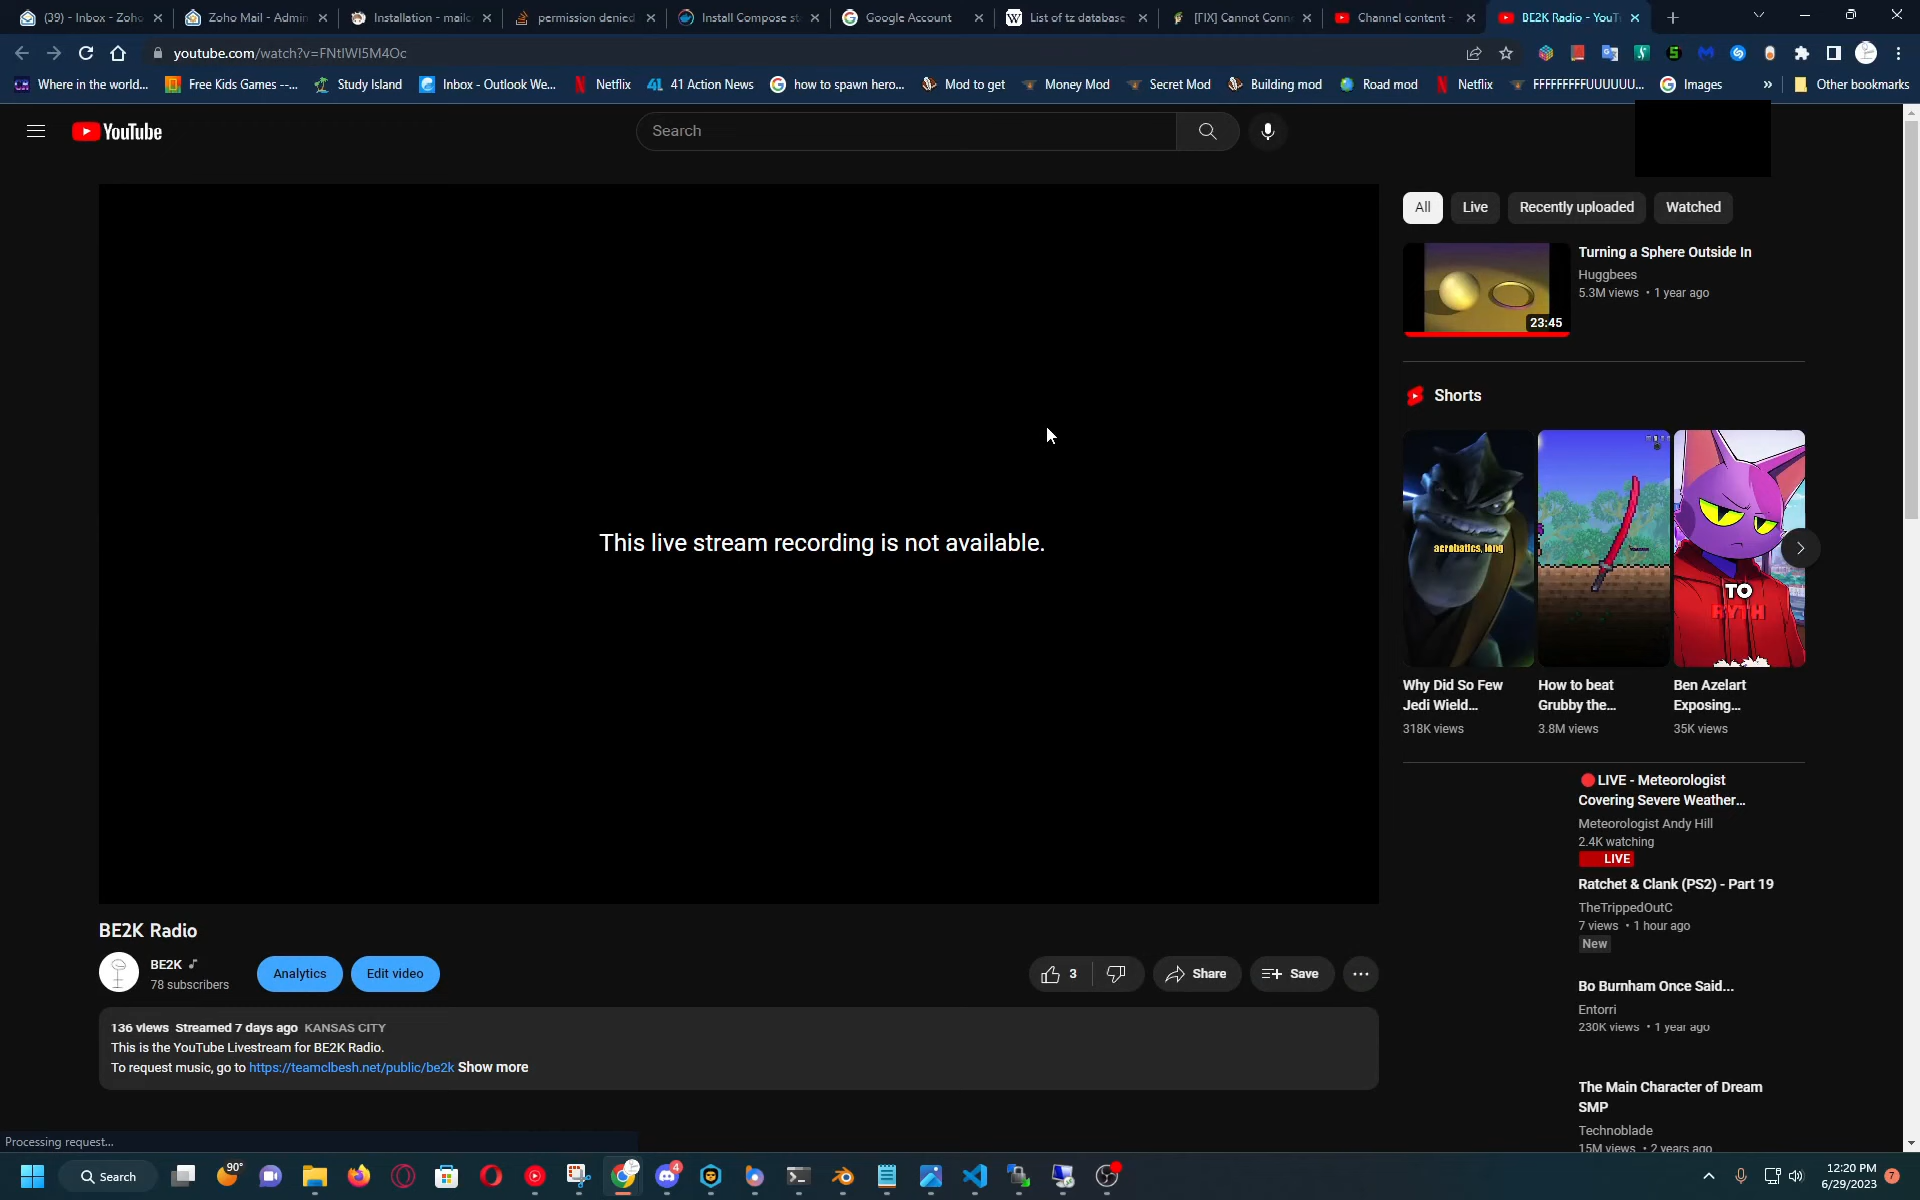 (39) - Inbox - Zoho
Zoho Mail - Admin
Installation - mailc
permission denied
Install Compose st
Google Account
List of tz database
[FIX] Cannot Conn
Channel content -
BE2K Radio - YouT
youtube.com/watch?v=FNtIWI5M4Oc
Where in the world...
Free Kids Games --...
Study Island
Inbox - Outlook We...
Netflix
41 Action News
how to spawn hero...
Mod to get
Money Mod
Secret Mod
Building mod
Road mod
Netflix
FFFFFFFFFUUUUUU...
Images
»
Other bookmarks
YouTube
Search
All
Live
Recently uploaded
Watched
Turning a Sphere Outside In
Huggbees
5.3M views • 1 year ago
23:45
Shorts
acrobatics, long
TO
Why Did So Few
Jedi Wield...
318K views
How to beat
Grubby the...
3.8M views
Ben Azelart
Exposing...
35K views
This live stream recording is not available.
LIVE - Meteorologist
Covering Severe Weather...
Meteorologist Andy Hill
2.4K watching
LIVE
Ratchet & Clank (PS2) - Part 19
TheTrippedOutC
7 views • 1 hour ago
New
Bo Burnham Once Said...
Entorri
230K views • 1 year ago
The Main Character of Dream
SMP
Technoblade
15M views • 2 years ago
BE2K Radio
BE2K
78 subscribers
Analytics
Edit video
3
Share
Save
136 views Streamed 7 days ago KANSAS CITY
This is the YouTube Livestream for BE2K Radio.
To request music, go to https://teamclbesh.net/public/be2k Show more
Processing request...
Search
90°
4
12:20 PM
6/29/2023
7